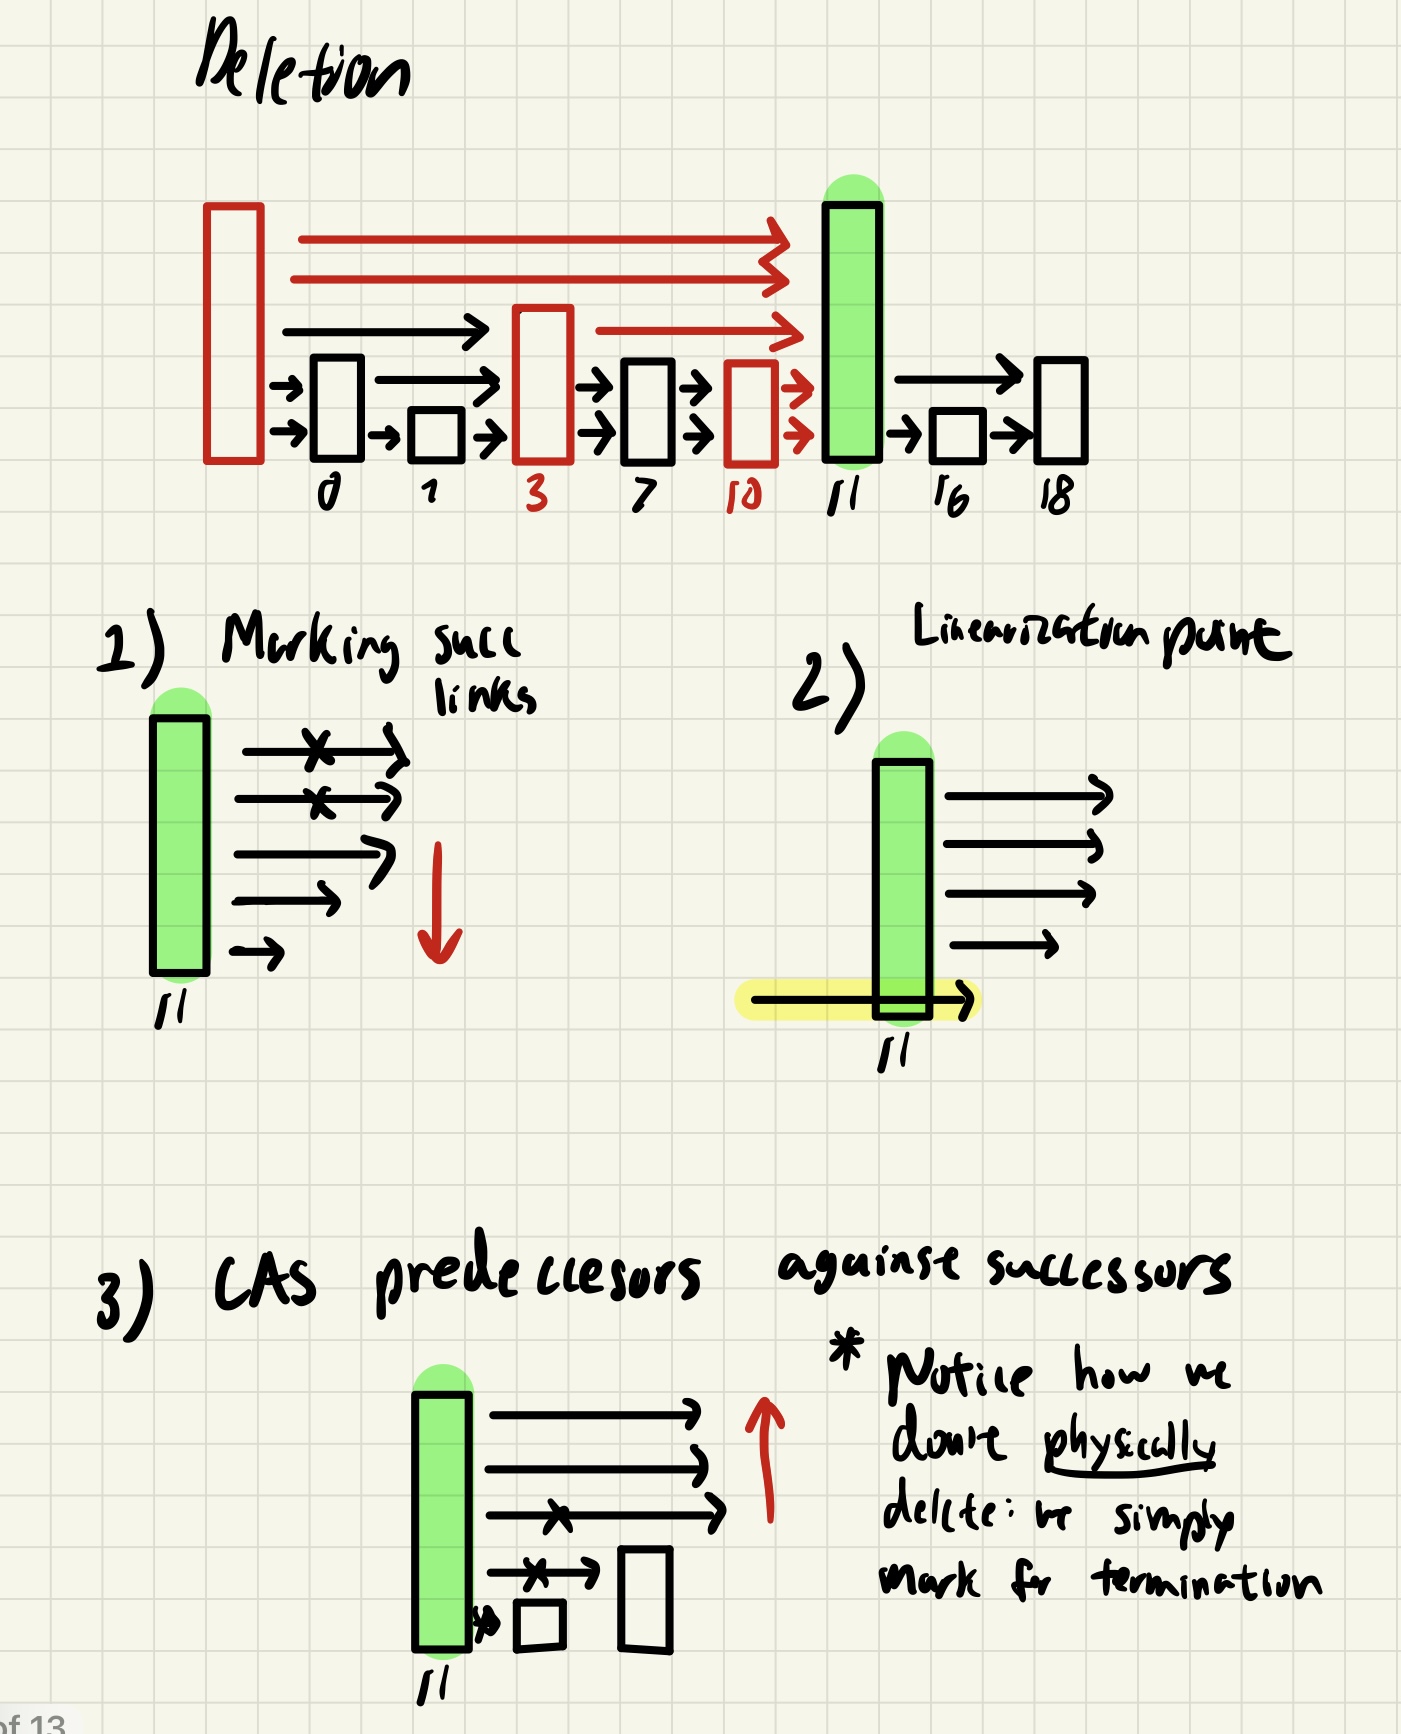 Deletion
0 1 3 7 10 11 16 18
1) Marking succ
links
11
2) Linearization point
11
3) CAS predeccesors against successors
* Notice how we
don't physically
delete: we simply
mark for termination
11
of 13